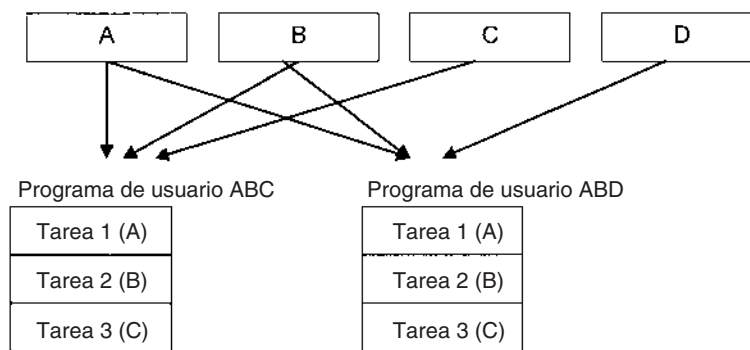 A B C D
Programa de usuario ABC Programa de usuario ABD
Tarea 1 (A) Tarea 1 (A)
Tarea 2 (B) Tarea 2 (B)
Tarea 3 (C) Tarea 3 (C)